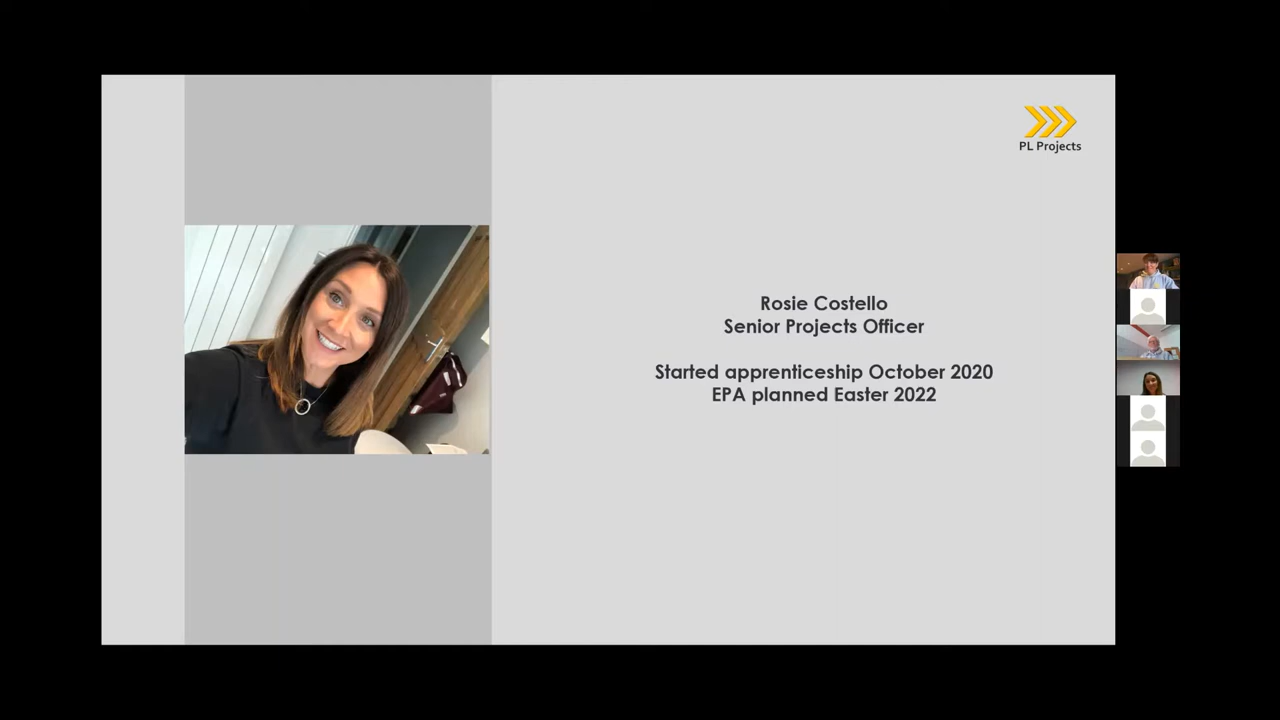 PL Projects
Rosie Costello
Senior Projects Officer
Started apprenticeship October 2020
EPA planned Easter 2022